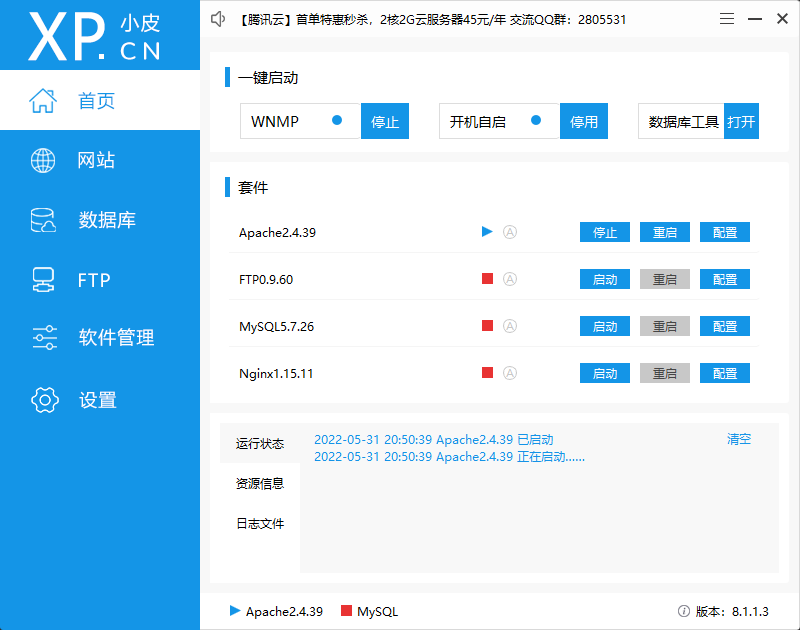 XP.CN 小皮
【腾讯云】首单特惠秒杀，2核2G云服务器45元/年 交流QQ群：2805531
首页
网站
数据库
FTP
软件管理
设置
一键启动
WNMP 停止 开机自启 停用 数据库工具 打开
套件
Apache2.4.39 Ⓐ 停止 重启 配置
FTP0.9.60 Ⓐ 启动 重启 配置
MySQL5.7.26 Ⓐ 启动 重启 配置
Nginx1.15.11 Ⓐ 启动 重启 配置
运行状态
资源信息
日志文件
2022-05-31 20:50:39 Apache2.4.39 已启动 清空
2022-05-31 20:50:39 Apache2.4.39 正在启动......
Apache2.4.39 MySQL 版本：8.1.1.3